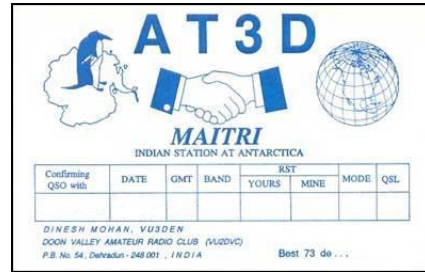 AT3D
MAITRI
INDIAN STATION AT ANTARCTICA
Confirming QSO with DATE GMT BAND RST YOURS MINE MODE QSL
DINESH MOHAN, VU3DEN
DOON VALLEY AMATEUR RADIO CLUB (VU2DVC)
P.B. No. 54, Dehradun - 248 001 , INDIA
Best 73 de . . .